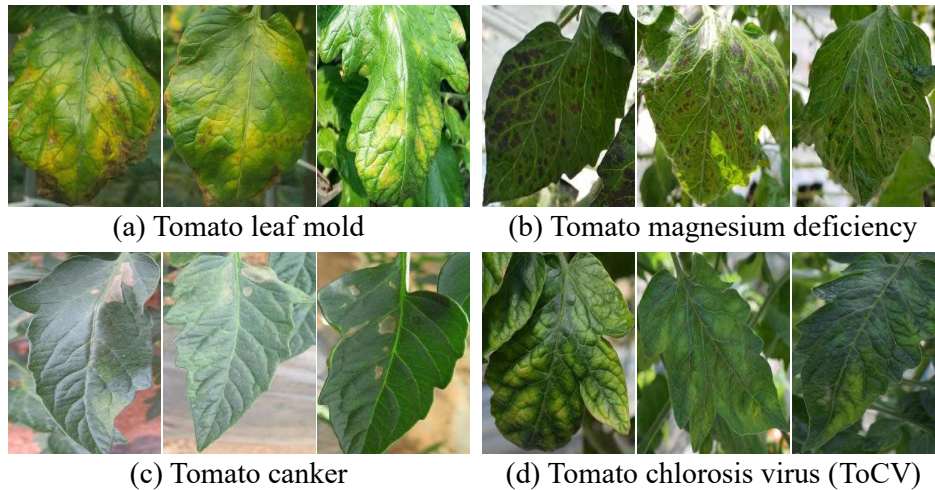 (a) Tomato leaf mold
(b) Tomato magnesium deficiency
(c) Tomato canker
(d) Tomato chlorosis virus (ToCV)